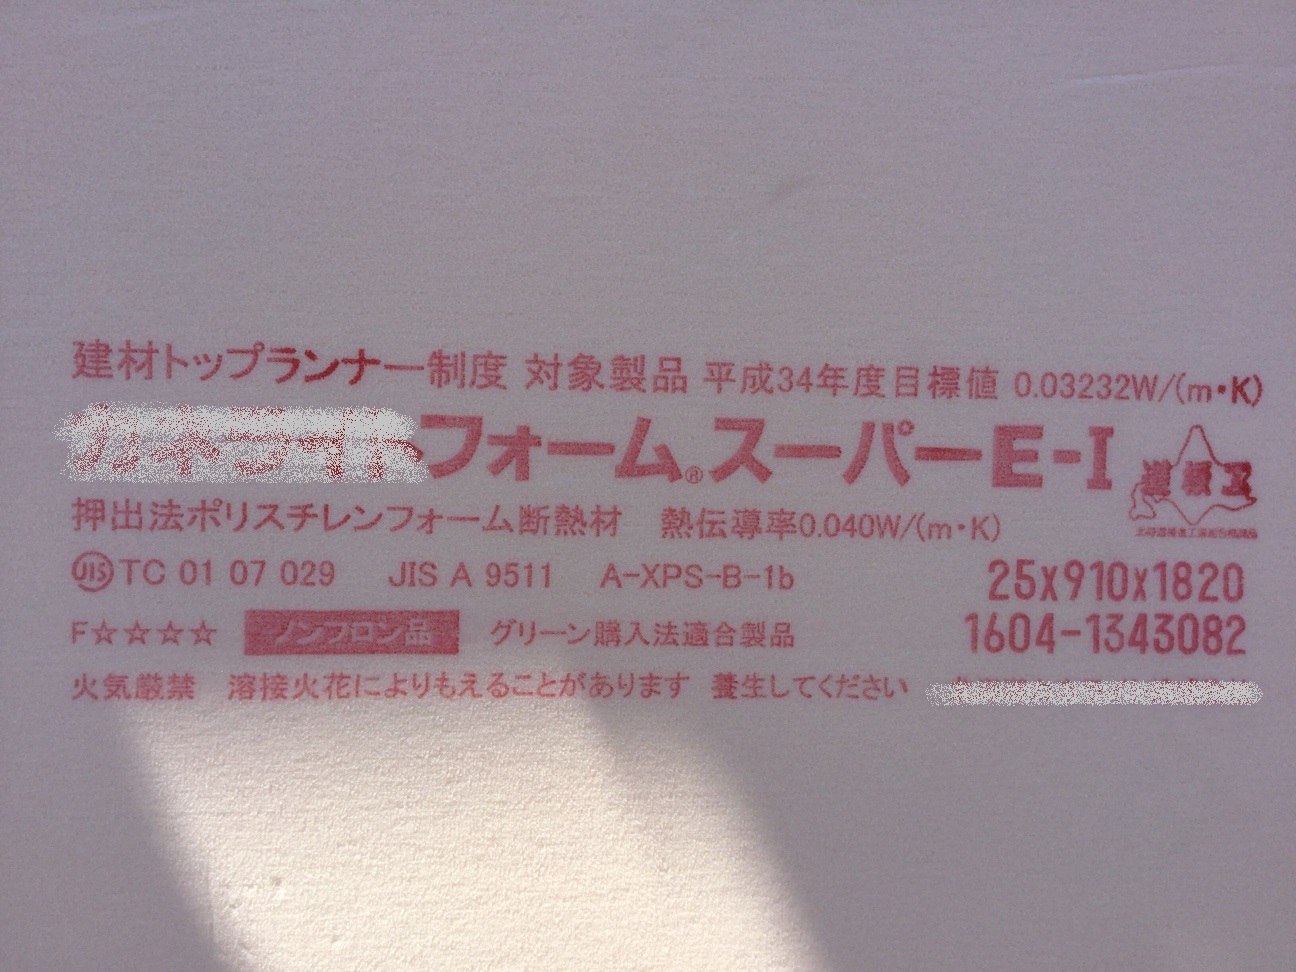 建材トップランナー制度 対象製品 平成34年度目標値 0.03232W/(m・K)
フォーム®スーパーE-I
道板工
押出法ポリスチレンフォーム断熱材 熱伝導率0.040W/(m・K)
JIS TC 01 07 029 JIS A 9511 A-XPS-B-1b 25x910x1820
F☆☆☆☆ ノンフロン品 グリーン購入法適合製品 1604-1343082
火気厳禁 溶接火花によりもえることがあります 養生してください